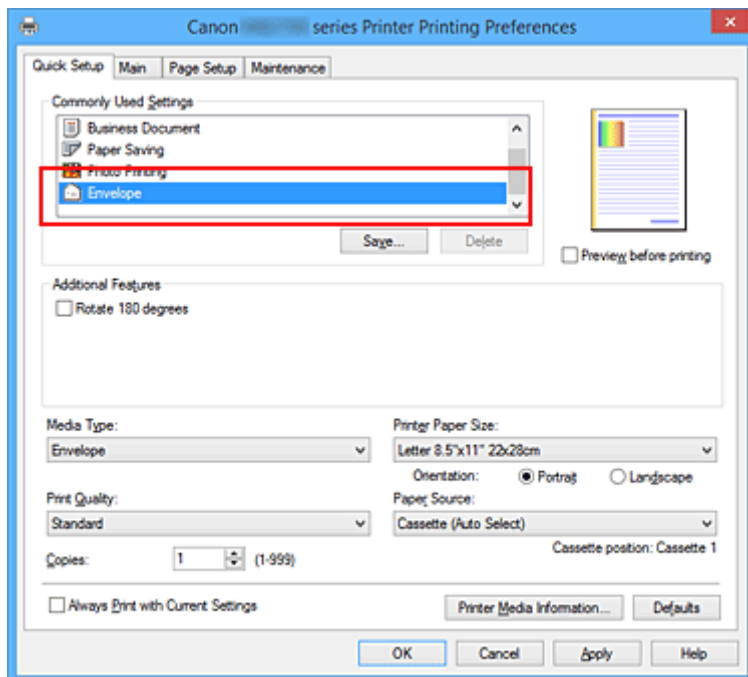 Canon series Printer Printing Preferences
Quick Setup Main Page Setup Maintenance
Commonly Used Settings
Business Document
Paper Saving
Photo Printing
Envelope
Save... Delete
Preview before printing
Additional Features
Rotate 180 degrees
Media Type: Printer Paper Size:
Envelope Letter 8.5"x11" 22x28cm
Orientation: Portrait Landscape
Print Quality: Paper Source:
Standard Cassette (Auto Select)
Cassette position: Cassette 1
Copies: 1 (1-999)
Always Print with Current Settings
Printer Media Information... Defaults
OK Cancel Apply Help